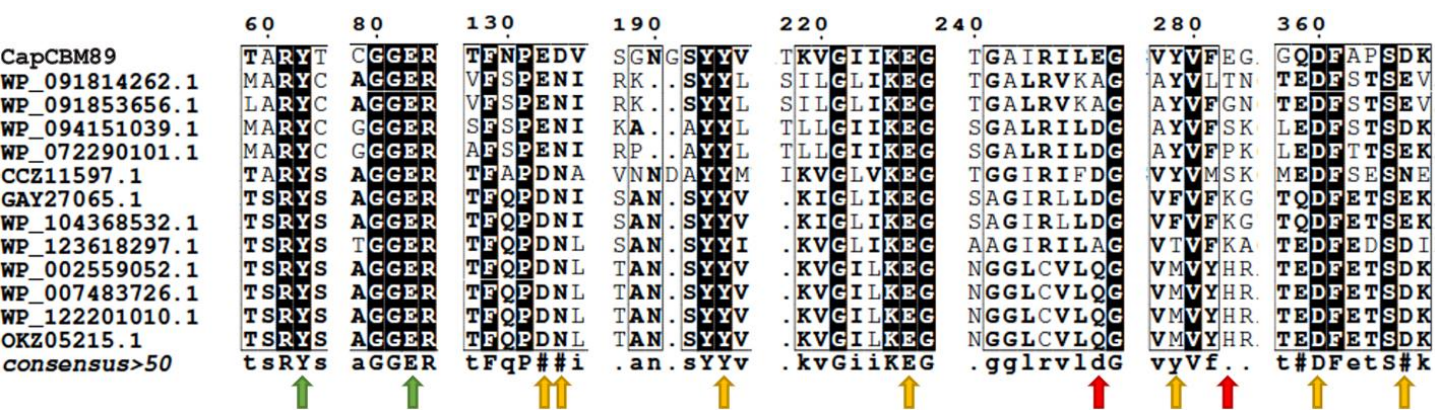 60 80 130 190 220 240 280 360
CapCBM89 TARYT CGGER TFNPEDV SGNGSYYV TKVGIIKEG TGAIRILEG VYVFEG GQDFAPSDK
WP_091814262.1 MARYC AGGER VFSPENI RK..SYYL SILGLIKEG TGALRVKAG AYVLTN TEDFSTSEV
WP_091853656.1 LARYC AGGER VFSPENI RK..SYYL SILGLIKEG TGALRVKAG AYVFGN TEDFSTSEV
WP_094151039.1 MARYC GGGER SFSPENI KA..AYYL TLLGIIKEG SGALRILDG AYVFSK LEDFSTSDK
WP_072290101.1 MARYC GGGER AFSPENI RP..AYYL TLLGIIKEG SGALRILDG AYVFPK LEDFTTSEK
CCZ11597.1 TARYS AGGER TFAPDNA VNNDAYYM IKVGLVKEG TGGIRIFDG VYVMSK MEDFSESNE
GAY27065.1 TSRYS AGGER TFQPDNI SAN.SYYV .KIGLIKEG SAGIRLLDG VFVFKG TQDFETSEK
WP_104368532.1 TSRYS AGGER TFQPDNI SAN.SYYV .KIGLIKEG SAGIRLLDG VFVFKG TQDFETSEK
WP_123618297.1 TSRYS TGGER TFQPDNL SAN.SYYI .KVGLIKEG AAGIRILAG VTVFKA TEDFEDSDI
WP_002559052.1 TSRYS AGGER TFQPDNL TAN.SYYV .KVGILKEG NGGLCVLQG VMVYHR TEDFETSDK
WP_007483726.1 TSRYS AGGER TFQPDNL TAN.SYYV .KVGILKEG NGGLCVLQG VMVYHR TEDFETSDK
WP_122201010.1 TSRYS AGGER TFQPDNL TAN.SYYV .KVGILKEG NGGLCVLQG VMVYHR TEDFETSDK
OKZ05215.1 TSRYS AGGER TFQPDNL TAN.SYYV .KVGILKEG NGGLCVLQG VMVYHR TEDFETSDK
consensus>50 tsRYs aGGER tFqP##i .an.sYYv .kvGiiKEG .gglrvldG vyVf.. t#DFetS#k